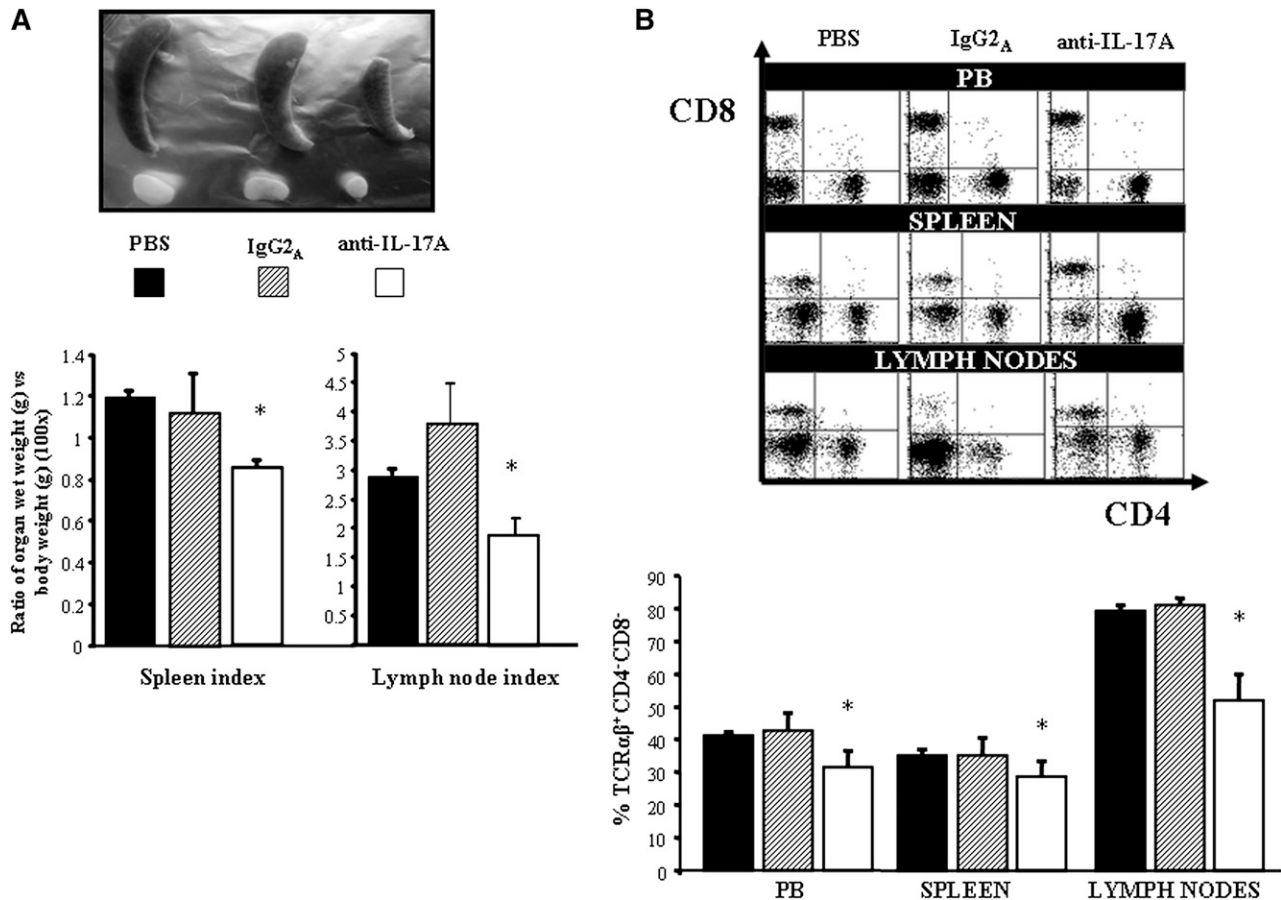 A
PBS IgG2A anti-IL-17A
Ratio of organ wet weight (g) vs
body weight (g) (100x)
1.4
1.2
1
0.8
0.6
0.4
0.2
0
*
Spleen index
5
4.5
4
3.5
3
2.5
2
1.5
1
0.5
*
Lymph node index
B
PBS IgG2A anti-IL-17A
CD8
PB
SPLEEN
LYMPH NODES
CD4
% TCRαβ+CD4-CD8-
90
80
70
60
50
40
30
20
10
0
* * *
PB SPLEEN LYMPH NODES